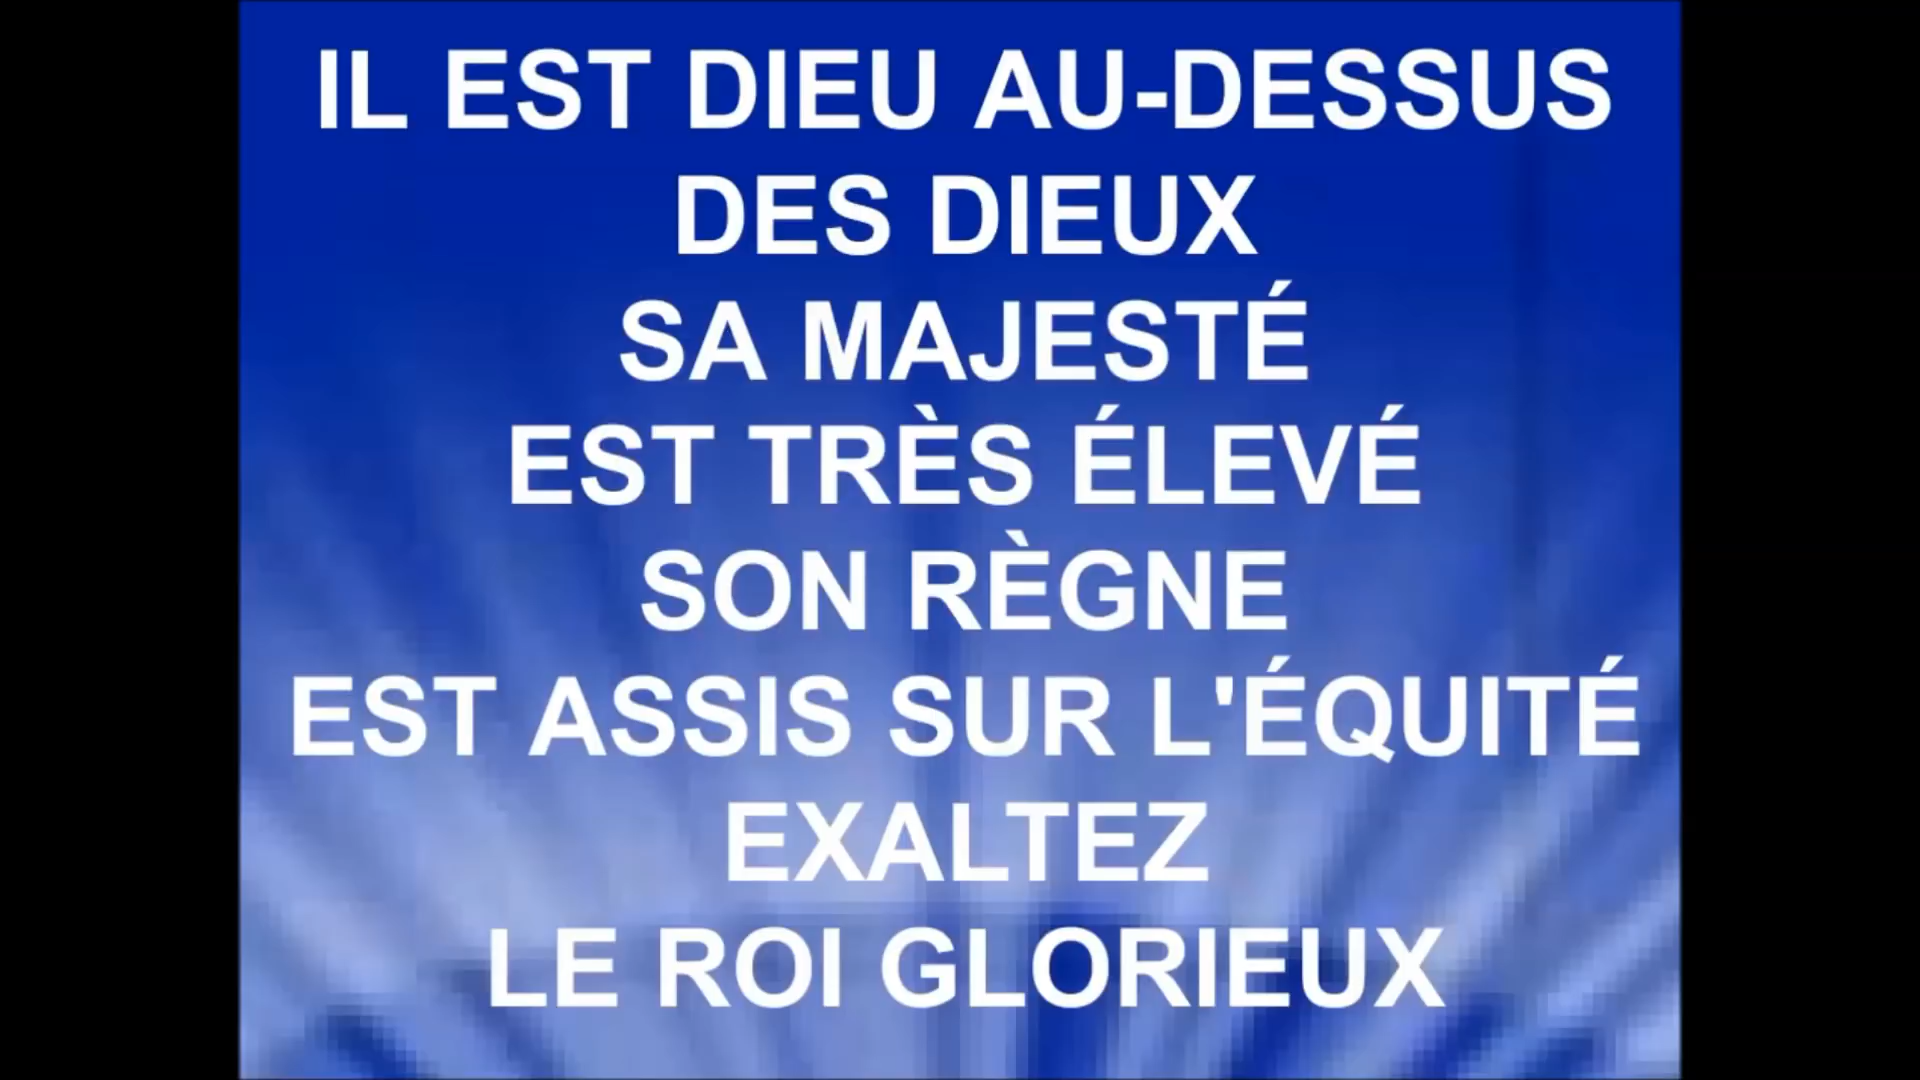 IL EST DIEU AU-DESSUS
DES DIEUX
SA MAJESTÉ
EST TRÈS ÉLEVÉ
SON RÈGNE
EST ASSIS SUR L'ÉQUITÉ
EXALTEZ
LE ROI GLORIEUX